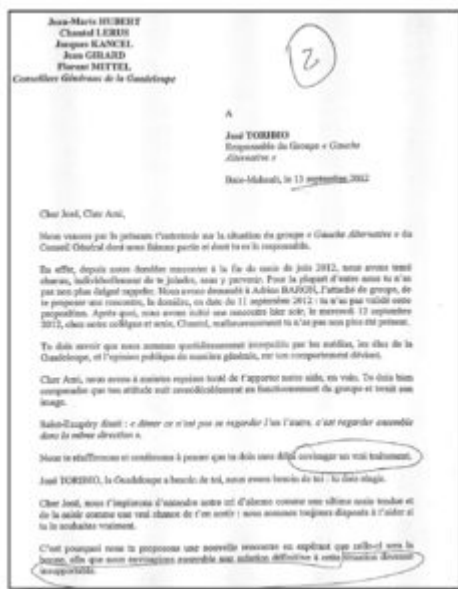 Jean-Marie HUBERT
Chantal LERUS
Jacques KANCEL
Jean GIRARD
Florent MITTEL
Conseillers Généraux de la Guadeloupe
2
A
José TORIBIO
Responsable du Groupe « Gauche
Alternative »
Baie-Mahault, le 13 septembre 2012
Cher José, Cher Ami,
Nous venons par la présente t'entretenir sur la situation du groupe « Gauche Alternative » du
Conseil Général dont nous faisons partie et dont tu es le responsable.
En effet, depuis notre dernière rencontre à la fin du mois de juin 2012, nous avons tenté
chacun, individuellement de te joindre, sans y parvenir. Pour la plupart d'entre nous tu n'as
pas non plus daigné rappeler. Nous avons demandé à Adrien BARON, l'attaché de groupe, de
te proposer une rencontre, la dernière, en date du 11 septembre 2012 : tu n'as pas validé cette
proposition. Après quoi, nous avons initié une rencontre hier soir, le mercredi 12 septembre
2012, chez notre collègue et amie, Chantal, malheureusement tu n'as pas non plus été présent.
Tu dois savoir que nous sommes quotidiennement interpellés par les médias, les élus de la
Guadeloupe, et l'opinion publique de manière générale, sur ton comportement déviant.
Cher Ami, nous avons à maintes reprises tenté de t'apporter notre aide, en vain. Tu dois bien
comprendre que ton attitude nuit considérablement au fonctionnement du groupe et ternit son
image.
Saint-Exupéry disait : « Aimer ce n'est pas se regarder l'un l'autre, c'est regarder ensemble
dans la même direction ».
Nous te réaffirmons et continuons à penser que tu dois sans délai envisager un vrai traitement.
José TORIBIO, la Guadeloupe a besoin de toi, nous avons besoin de toi : tu dois réagir.
Cher José, nous t'implorons d'entendre notre cri d'alarme comme une ultime main tendue et
de la saisir comme une vraie chance de t'en sortir : nous sommes toujours disposés à t'aider si
tu le souhaites vraiment.
C'est pourquoi nous te proposons une nouvelle rencontre en espérant que celle-ci sera la
bonne, afin que nous envisagions ensemble une solution définitive à cette situation devenue
insupportable.